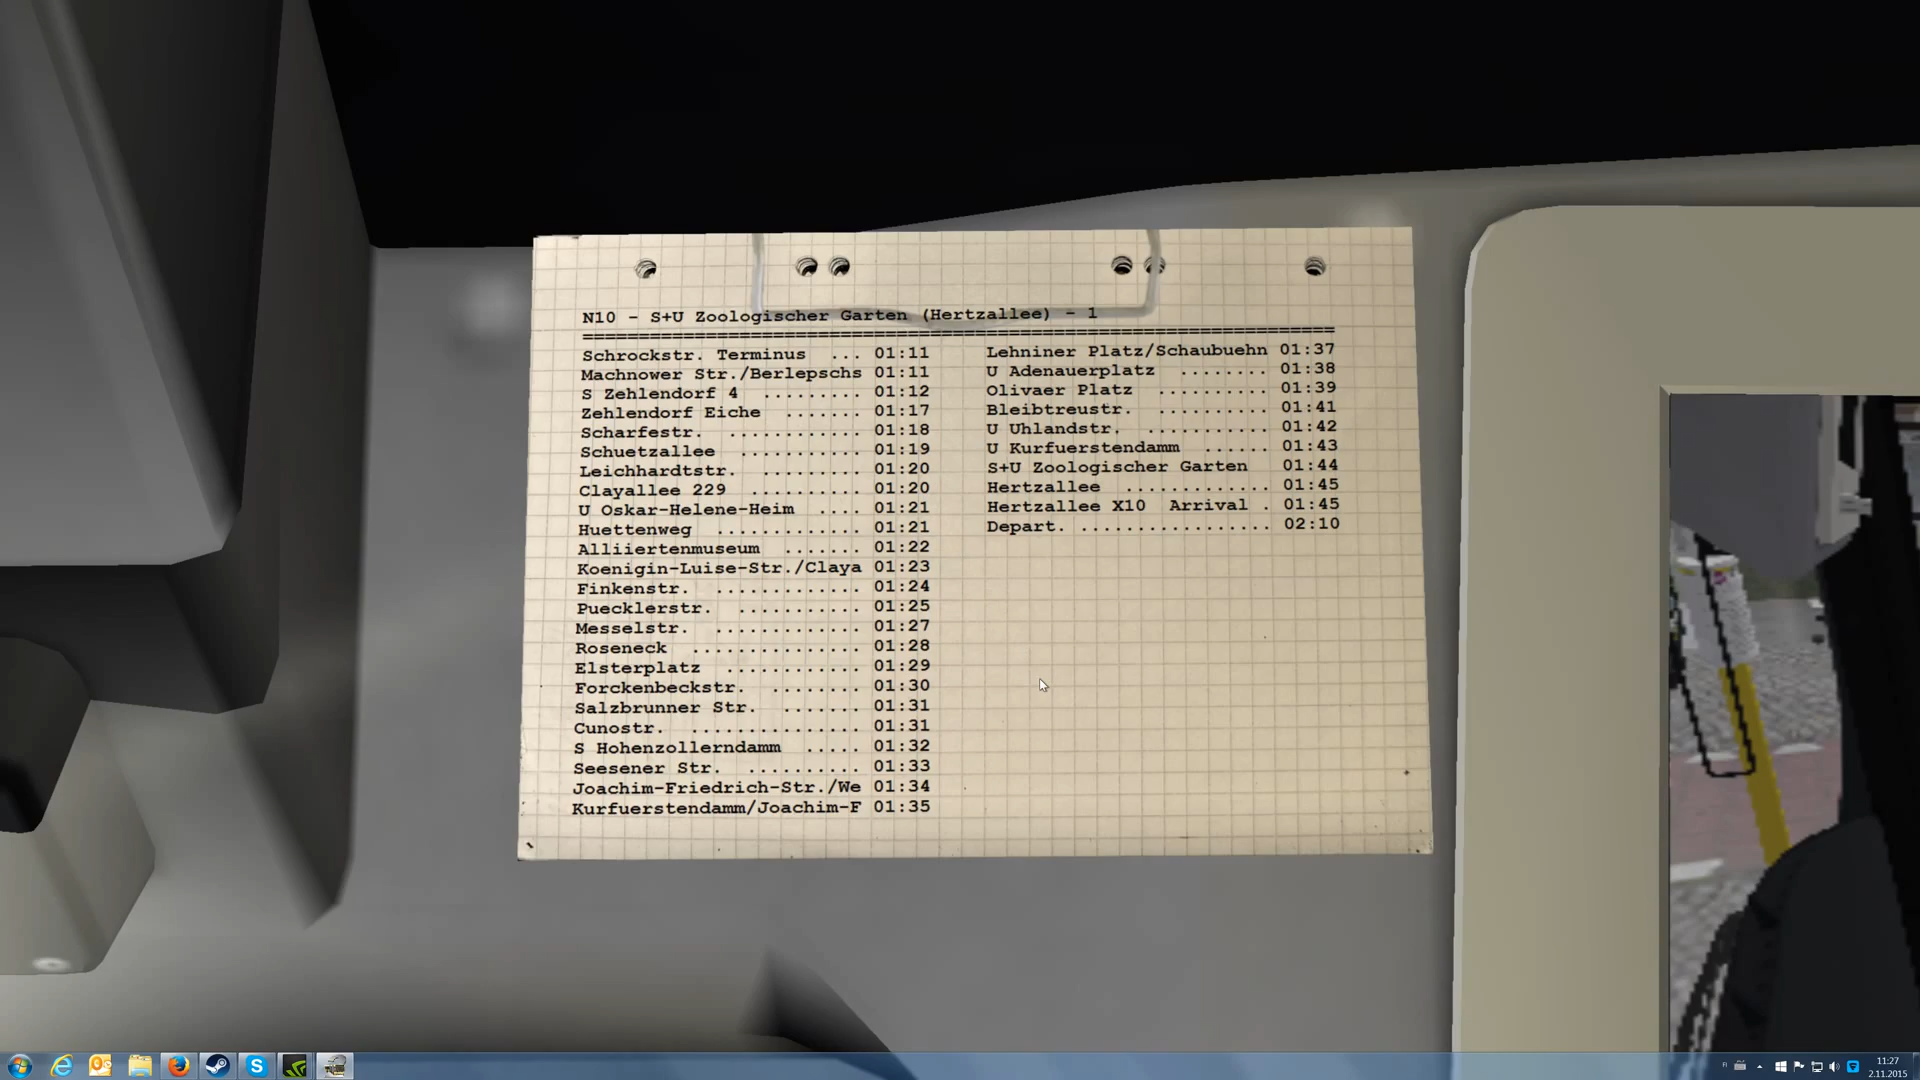 N10 - S+U Zoologischer Garten (Hertzallee) - 1
===================================================================
Schrockstr. Terminus ... 01:11
Machnower Str./Berlepschs 01:11
S Zehlendorf 4 ......... 01:12
Zehlendorf Eiche ....... 01:17
Scharfestr. ............ 01:18
Schuetzallee ........... 01:19
Leichhardtstr. ......... 01:20
Clayallee 229 .......... 01:20
U Oskar-Helene-Heim .... 01:21
Huettenweg ............. 01:21
Alliiertenmuseum ....... 01:22
Koenigin-Luise-Str./Claya 01:23
Finkenstr. ............. 01:24
Puecklerstr. ........... 01:25
Messelstr. ............. 01:27
Roseneck ............... 01:28
Elsterplatz ............ 01:29
Forckenbeckstr. ........ 01:30
Salzbrunner Str. ....... 01:31
Cunostr. ............... 01:31
S Hohenzollerndamm ..... 01:32
Seesener Str. .......... 01:33
Joachim-Friedrich-Str./We 01:34
Kurfuerstendamm/Joachim-F 01:35
Lehniner Platz/Schaubuehn 01:37
U Adenauerplatz ........ 01:38
Olivaer Platz .......... 01:39
Bleibtreustr. .......... 01:41
U Uhlandstr. ........... 01:42
U Kurfuerstendamm ...... 01:43
S+U Zoologischer Garten 01:44
Hertzallee ............. 01:45
Hertzallee X10 Arrival . 01:45
Depart. ................. 02:10
11:27
2.11.2015